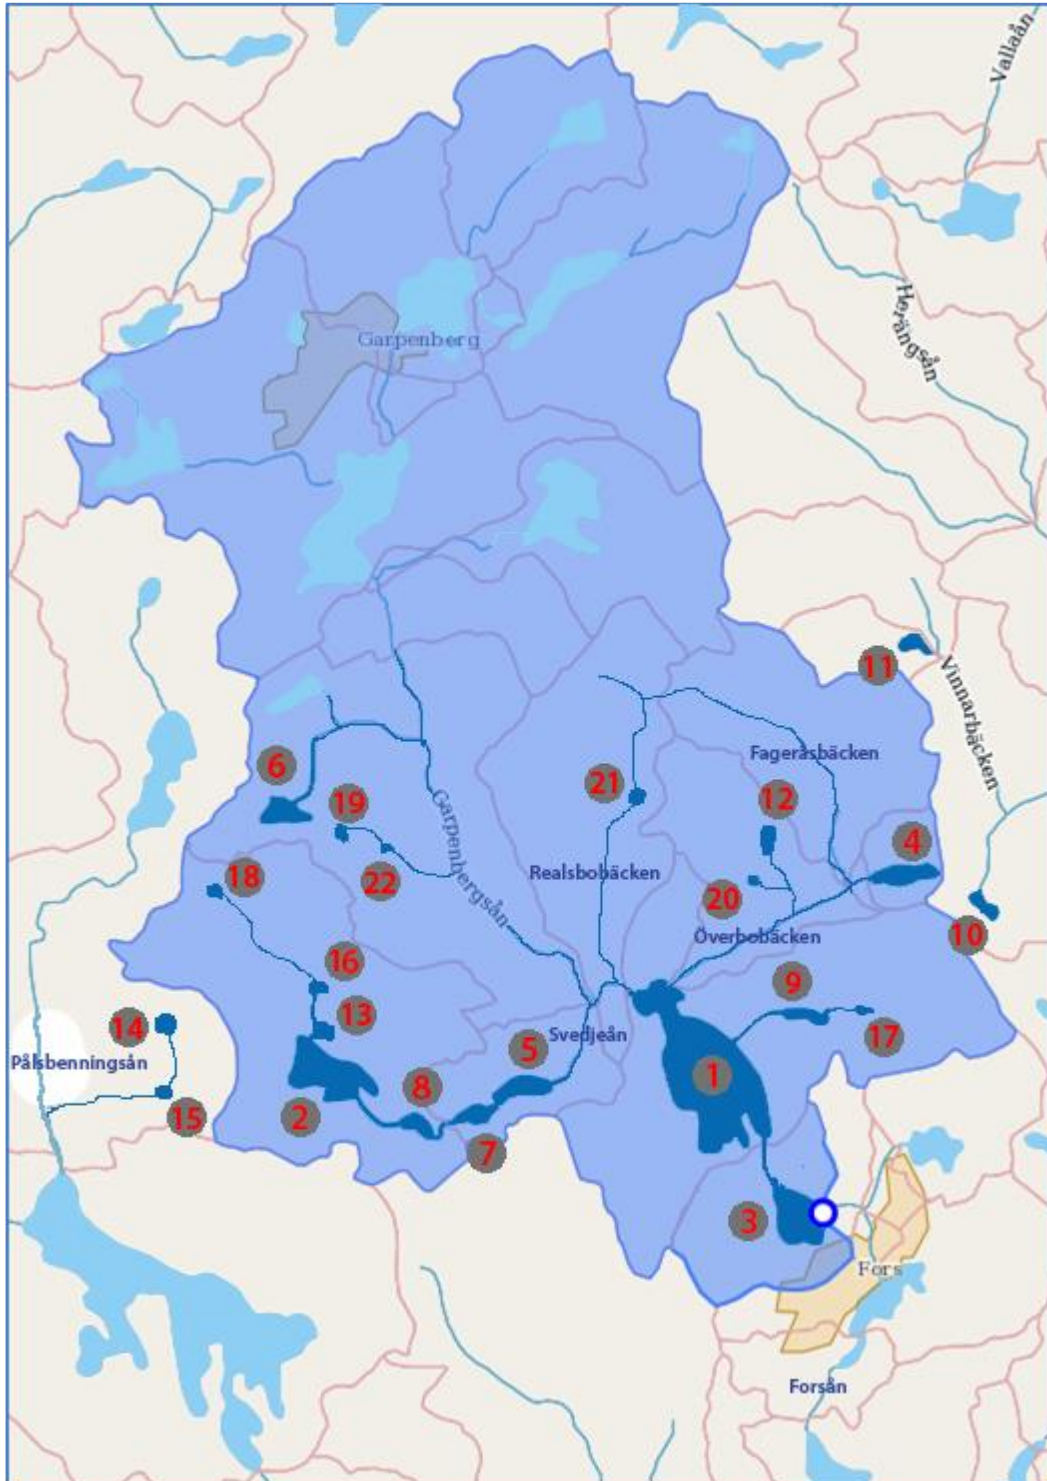 Vallaån
Herängsån
Garpenberg
11
Vinnarbäcken
6
Fageråsbäcken
21
19
12
Garpenbergsån
4
18
22
Realsbobäcken
20
10
Överbobäcken
16
9
13
14
Svedjeån
17
Pålsbenningsån
5
1
8
15
2
7
3
Fors
Forsån